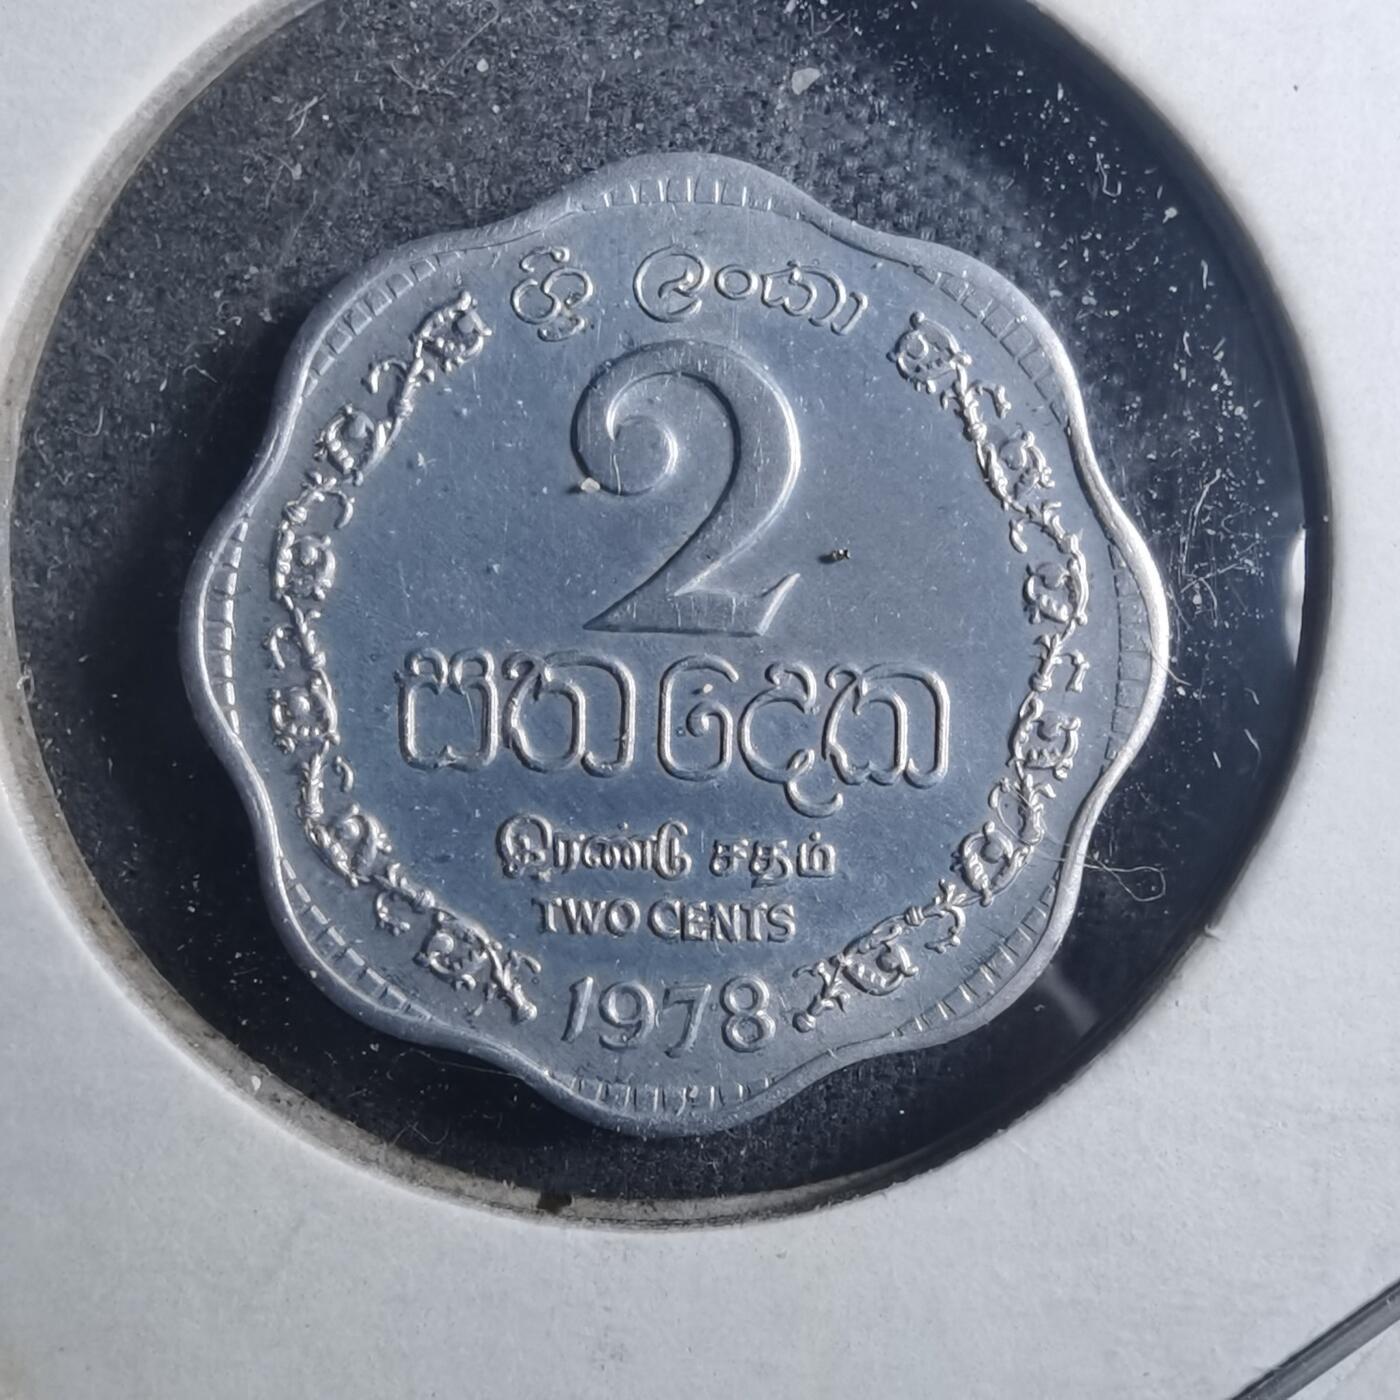 ශ්‍රී ලංකා
2
සත දෙක
இரண்டு சதம்
TWO CENTS
1978